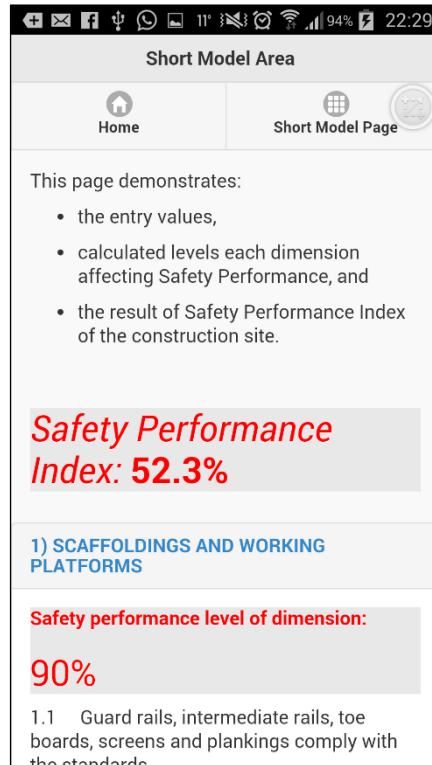 11° 94% 22:29
Short Model Area
Home Short Model Page
This page demonstrates:
• the entry values,
• calculated levels each dimension
affecting Safety Performance, and
• the result of Safety Performance Index
of the construction site.
Safety Performance
Index: 52.3%
1) SCAFFOLDINGS AND WORKING
PLATFORMS
Safety performance level of dimension:
90%
1.1 Guard rails, intermediate rails, toe
boards, screens and plankings comply with
the standards